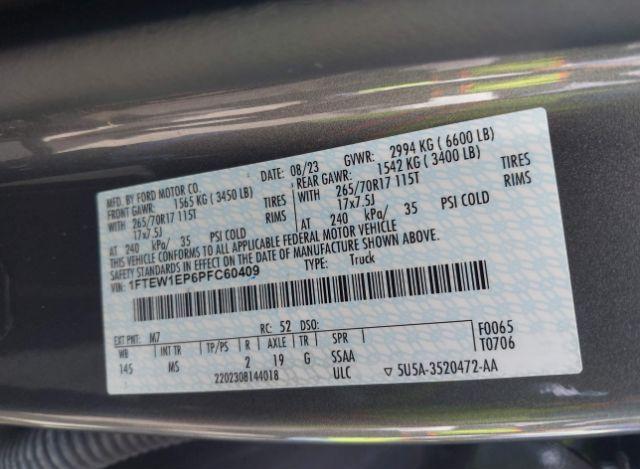 MFD. BY FORD MOTOR CO.
DATE: 08/23 GVWR: 2994 KG ( 6600 LB)
FRONT GAWR: 1565 KG ( 3450 LB) REAR GAWR: 1542 KG ( 3400 LB)
WITH 265/70R17 115T TIRES 265/70R17 115T TIRES
17x7.5J RIMS 17x7.5J RIMS
AT 240 kPa/ 35 PSI COLD AT 240 kPa/ 35 PSI COLD
THIS VEHICLE CONFORMS TO ALL APPLICABLE FEDERAL MOTOR VEHICLE
IN EFFECT ON THE DATE OF MANUFACTURE SHOWN ABOVE.
VIN: 1FTEW1EP6PFC60409
TYPE: Truck
EXT PNT: M7 RC: 52 DSO:
WB INT TR TP/PS R AXLE TR SPR F0065
145 MS 2 19 G SSAA T0706
2202308144018 ULC ▽ 5U5A-3520472-AA